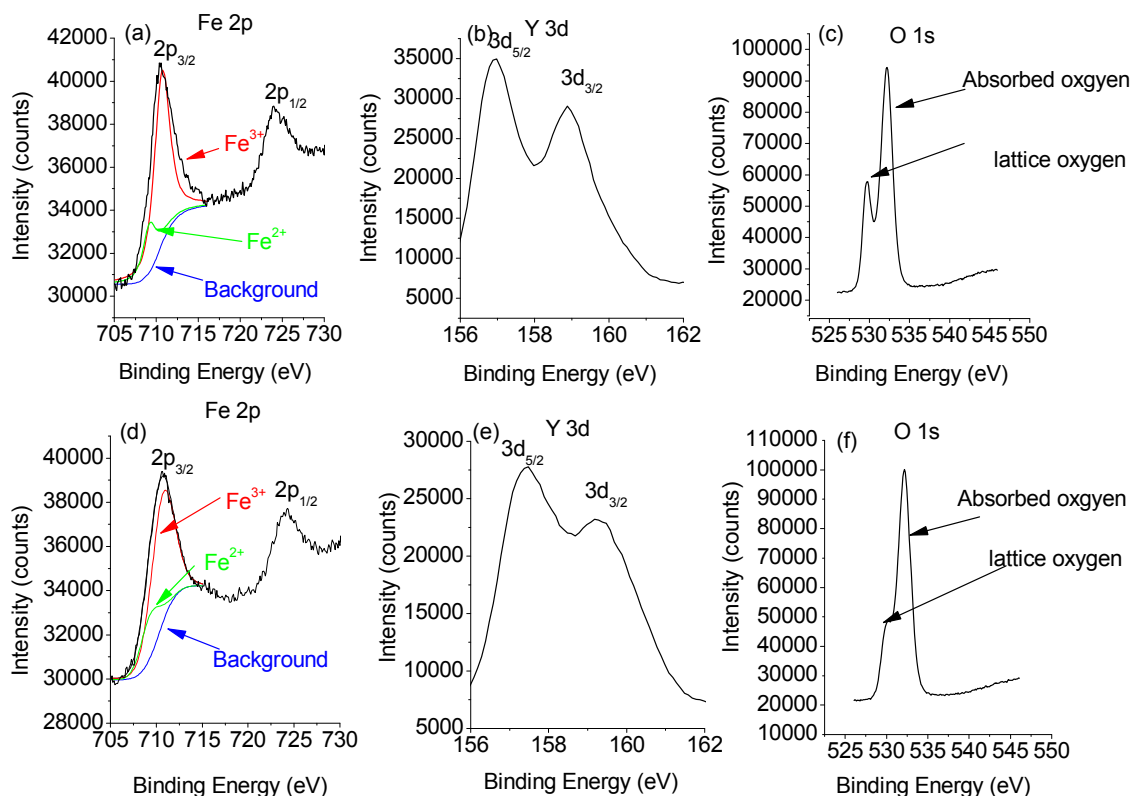 (a) Fe 2p
2p3/2
2p1/2
Fe3+
Fe2+
Background
Intensity (counts)
42000
40000
38000
36000
34000
32000
30000
705 710 715 720 725 730
Binding Energy (eV)
(b) Y 3d
3d5/2
3d3/2
Intensity (counts)
35000
30000
25000
20000
15000
10000
5000
156 158 160 162
Binding Energy (eV)
(c) O 1s
Absorbed oxgyen
lattice oxygen
Intensity (counts)
100000
90000
80000
70000
60000
50000
40000
30000
20000
525 530 535 540 545 550
Binding Energy (eV)
(d) Fe 2p
2p3/2
2p1/2
Fe3+
Fe2+
Background
Intensity (counts)
40000
38000
36000
34000
32000
30000
28000
705 710 715 720 725 730
Binding Energy (eV)
(e) Y 3d
3d5/2
3d3/2
Intensity (counts)
30000
25000
20000
15000
10000
5000
156 158 160 162
Binding Energy (eV)
(f) O 1s
Absorbed oxgyen
lattice oxygen
Intensity (counts)
110000
100000
90000
80000
70000
60000
50000
40000
30000
20000
10000
525 530 535 540 545 550
Binding Energy (eV)